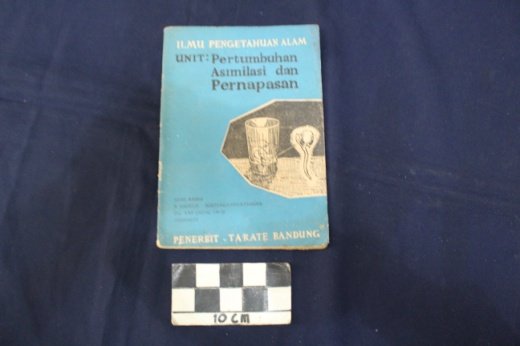 ILMU PENGETAHUAN ALAM
UNIT: Pertumbuhan
Asimilasi dan
Pernapasan
PENERBIT - TARATE BANDUNG
10 CM